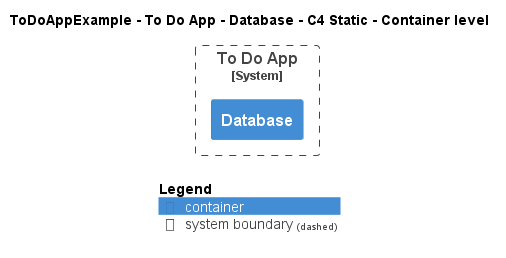 ToDoAppExample - To Do App - Database - C4 Static - Container level
To Do App
[System]
Database
Legend
container
system boundary (dashed)